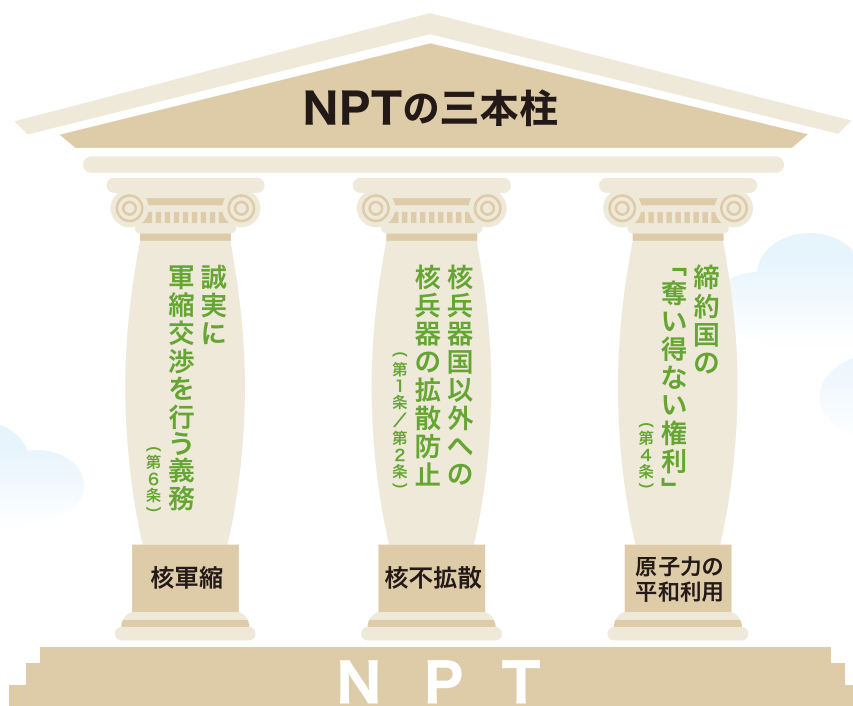 NPTの三本柱
誠実に
軍縮交渉を行う義務
（第6条）
核軍縮
核兵器国以外への
核兵器の拡散防止
（第1条／第2条）
核不拡散
締約国の
「奪い得ない権利」
（第4条）
原子力の
平和利用
NPT